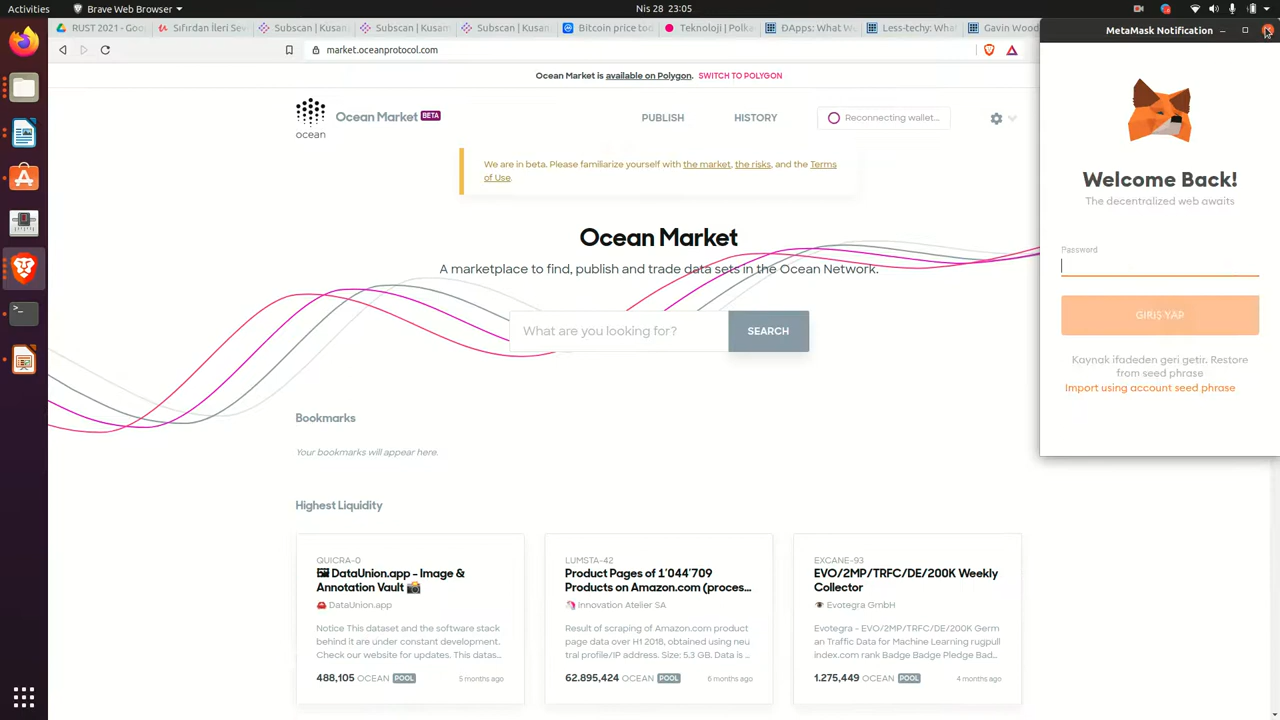 Activities
Brave Web Browser
Nis 28 23:05
RUST 2021 - Goo
Sıfırdan İleri Sev
Subscan | Kusam
Subscan | Kusam
Subscan | Kusam
Bitcoin price toc
Teknoloji / Polka
DApps: What We
Less-techy: What
Gavin Wood
market.oceanprotocol.com
Ocean Market is available on Polygon. SWITCH TO POLYGON
ocean
Ocean Market BETA
PUBLISH
HISTORY
Reconnecting wallet...
We are in beta. Please familiarize yourself with the market, the risks, and the Terms
of Use.
Ocean Market
A marketplace to find, publish and trade data sets in the Ocean Network.
What are you looking for?
SEARCH
Bookmarks
Your bookmarks will appear here.
Highest Liquidity
QUICRA-0
DataUnion.app - Image &
Annotation Vault
DataUnion.app
Notice This dataset and the software stack
behind it are under constant development.
Check our website for updates. This datas...
488,105 OCEAN POOL
5 months ago
LUMSTA-42
Product Pages of 1'044'709
Products on Amazon.com (proces...
Innovation Atelier SA
Result of scraping of Amazon.com product
page data over H1 2018, obtained using neu
tral profile/IP address. Size: 5.3 GB. Data is ...
62.895,424 OCEAN POOL
6 months ago
EXCANE-93
EVO/2MP/TRFC/DE/200K Weekly
Collector
Evotegra GmbH
Evotegra – EVO/2MP/TRFC/DE/200K Germ
an Traffic Data for Machine Learning rugpull
index.com rank Badge Badge Pledge Bad...
1.275,449 OCEAN POOL
4 months ago
MetaMask Notification
Welcome Back!
The decentralized web awaits
Password
GIRIŞ YAP
Kaynak ifadeden geri getir. Restore
from seed phrase
Import using account seed phrase